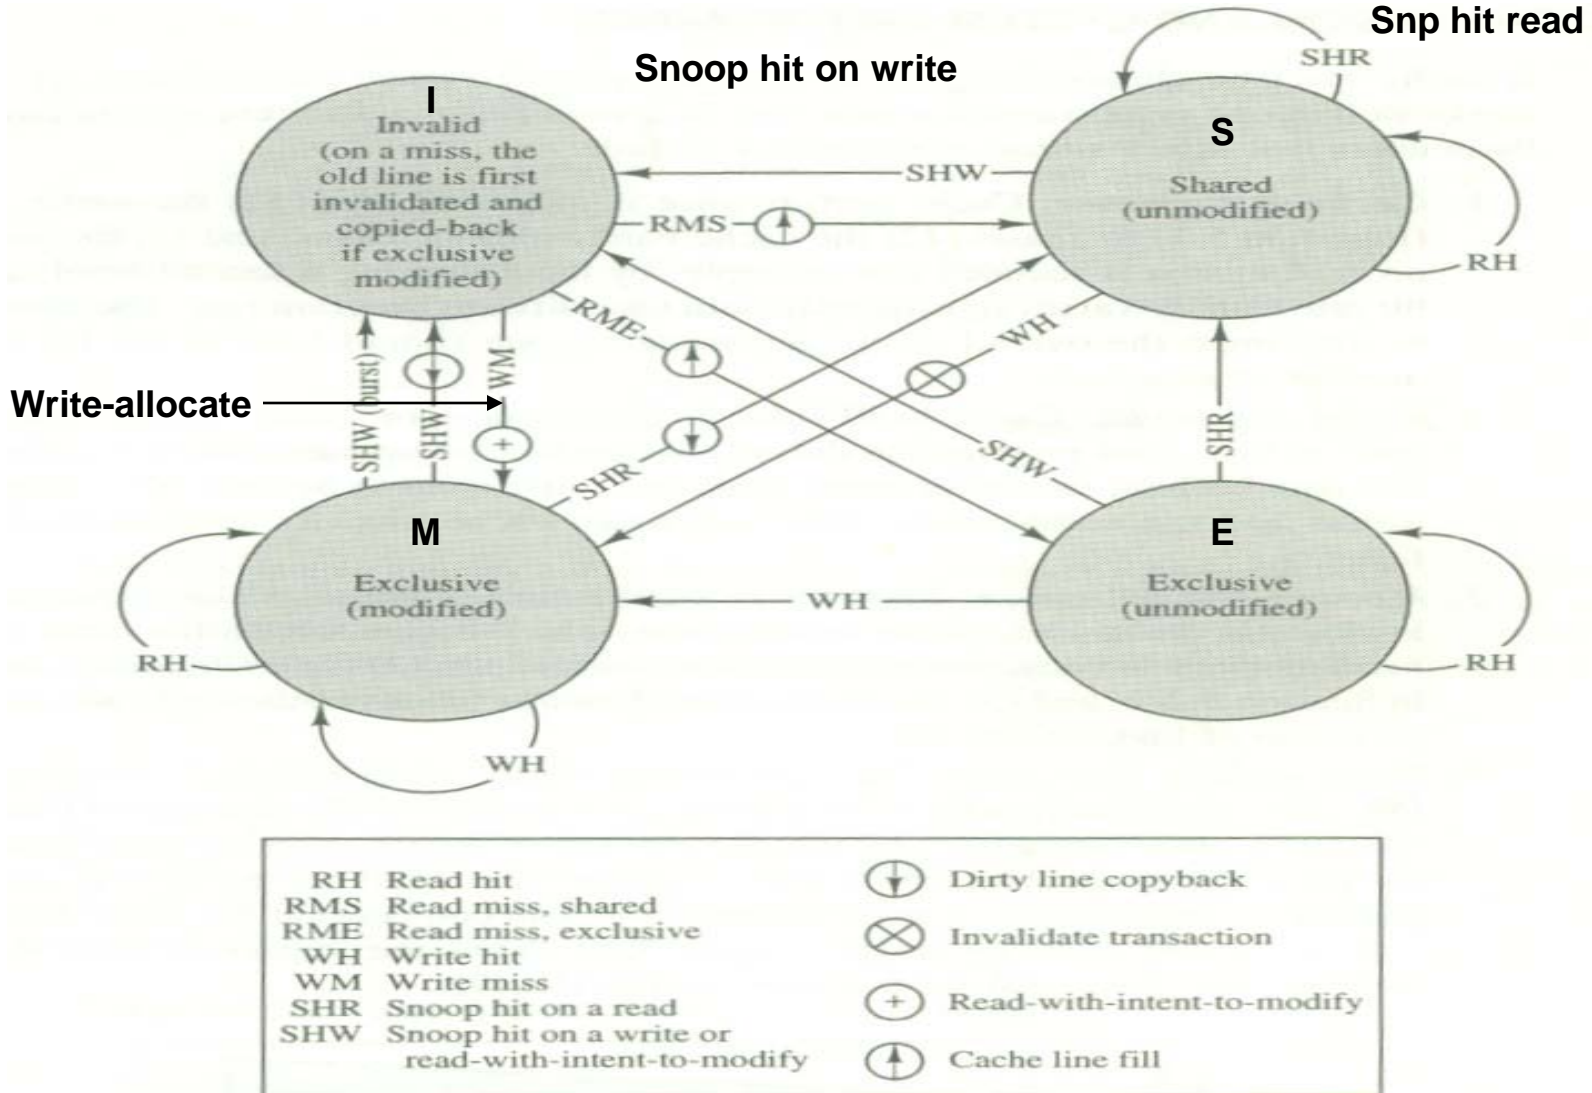 Snp hit read
SHR
Snoop hit on write
I
Invalid
(on a miss, the
old line is first
invalidated and
copied-back
if exclusive
modified)
S
Shared
(unmodified)
SHW
RMS
RH
RME
WH
Write-allocate
SHW (burst)
SHW
WM
+
SHR
SHW
SHR
M
Exclusive
(modified)
E
Exclusive
(unmodified)
WH
RH
RH
WH
RH Read hit
RMS Read miss, shared
RME Read miss, exclusive
WH Write hit
WM Write miss
SHR Snoop hit on a read
SHW Snoop hit on a write or
read-with-intent-to-modify
Dirty line copyback
Invalidate transaction
+ Read-with-intent-to-modify
Cache line fill